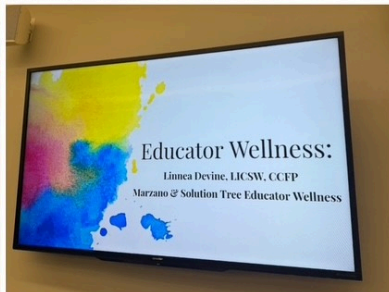 Educator Wellness:
Linnea Devine, LICSW, CCFP
Marzano & Solution Tree Educator Wellness